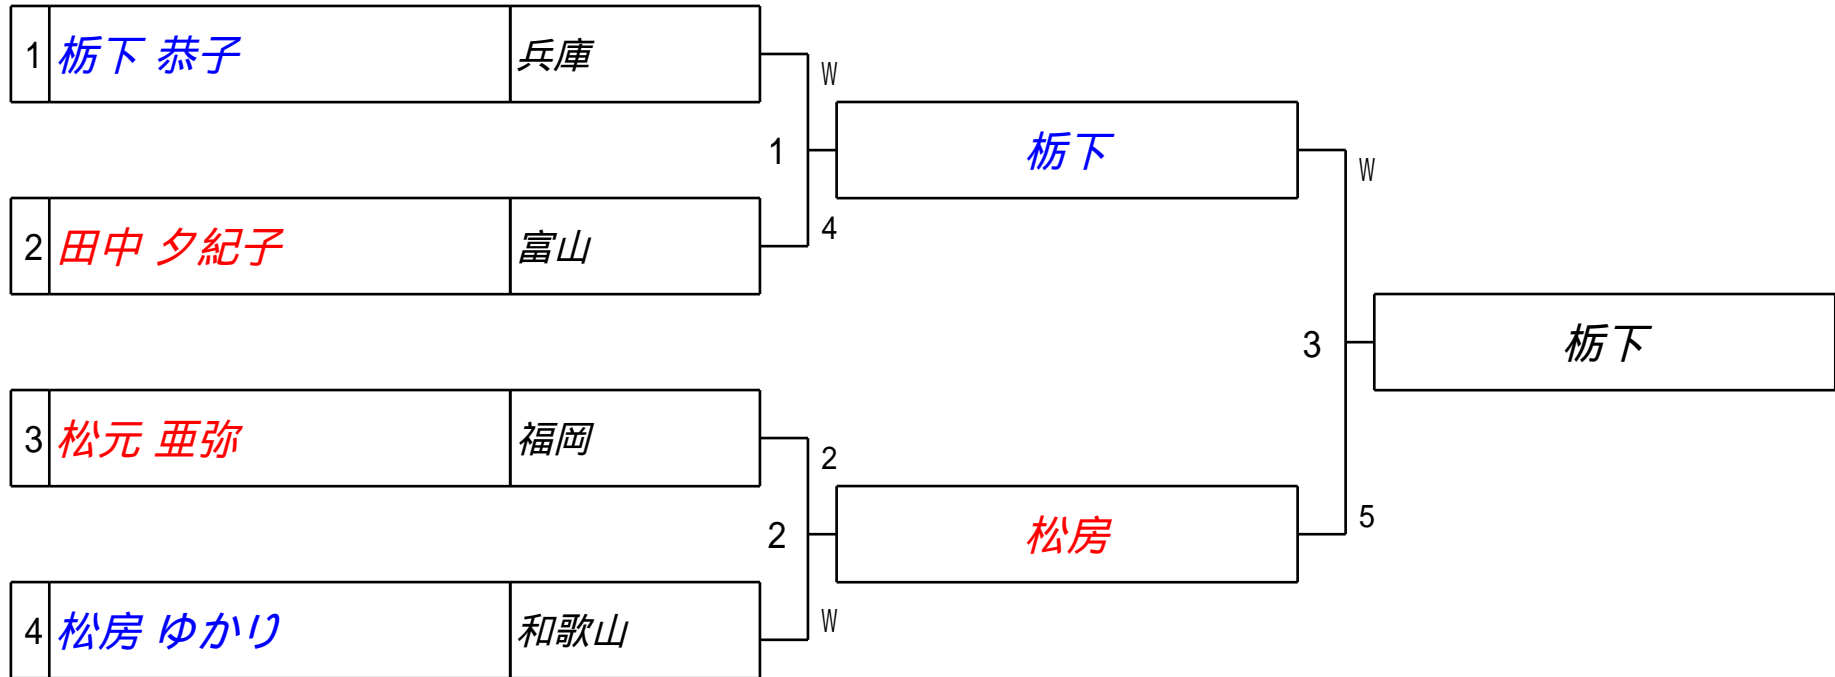 1 栃下 恭子 兵庫
W
1 栃下
W
2 田中 夕紀子 富山
4
3 栃下
3 松元 亜弥 福岡
2
2 松房
5
4 松房 ゆかり 和歌山
W